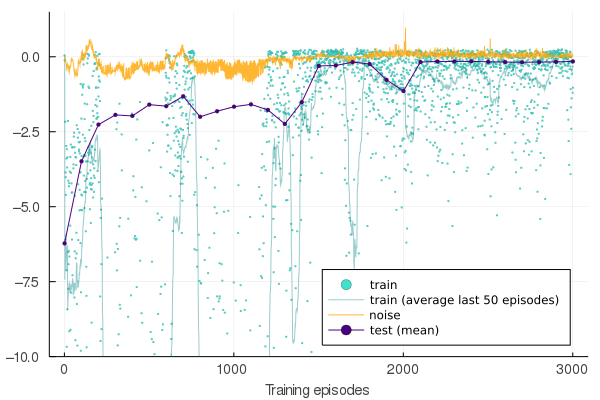 0.0
−2.5
−5.0
−7.5
−10.0
train
train (average last 50 episodes)
noise
test (mean)
0 1000 2000 3000
Training episodes